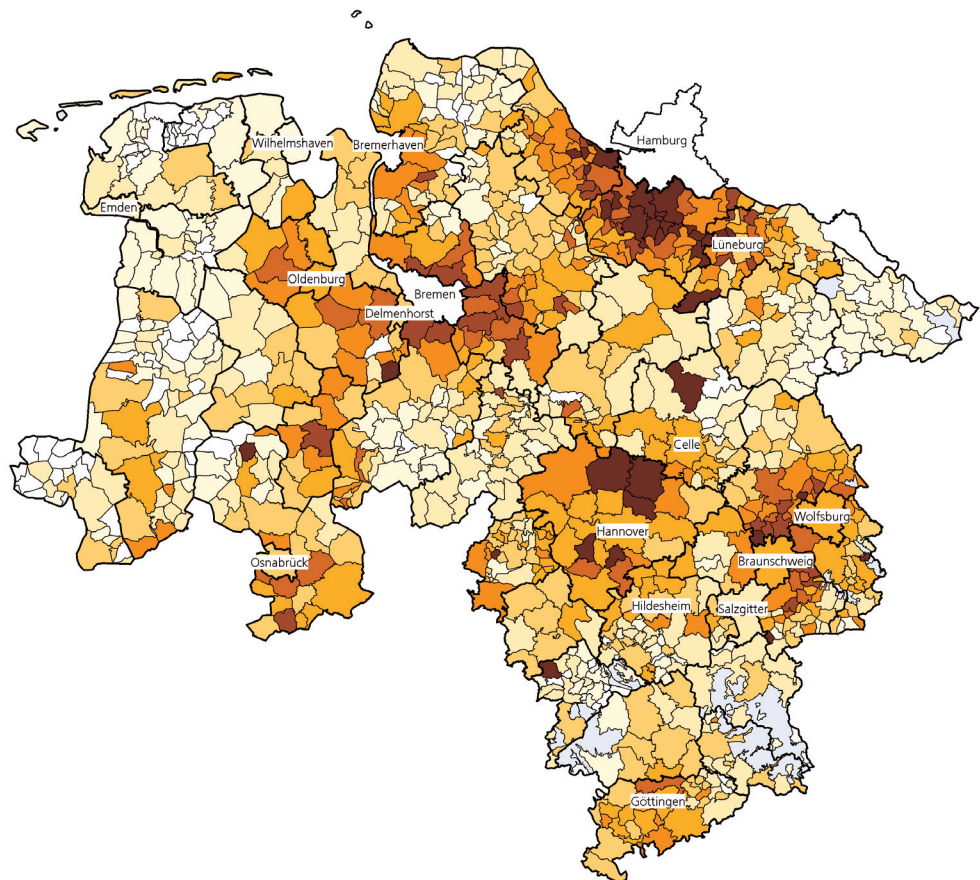 Hamburg
Wilhelmshaven
Bremerhaven
Emden
Lüneburg
Oldenburg
Bremen
Delmenhorst
Celle
Wolfsburg
Hannover
Braunschweig
Osnabrück
Hildesheim
Salzgitter
Göttingen